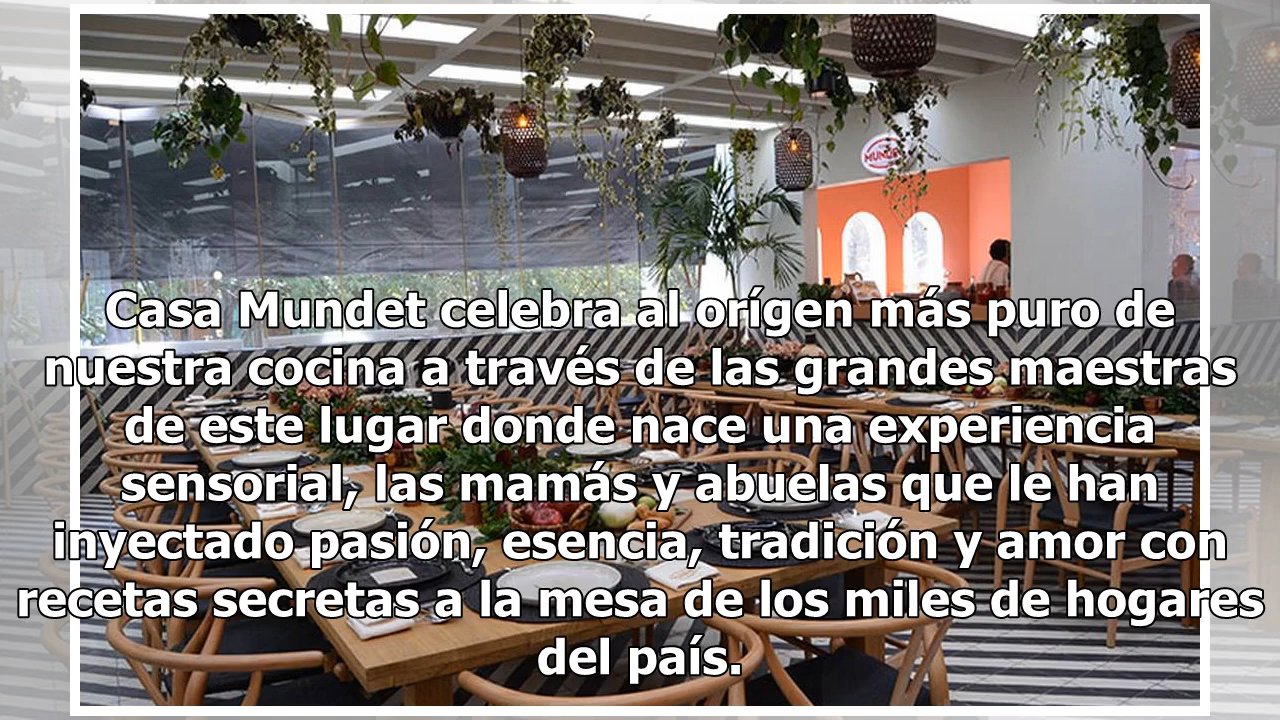 MUNDET
Casa Mundet celebra al orígen más puro de
nuestra cocina a través de las grandes maestras
de este lugar donde nace una experiencia
sensorial, las mamás y abuelas que le han
inyectado pasión, esencia, tradición y amor con
recetas secretas a la mesa de los miles de hogares
del país.